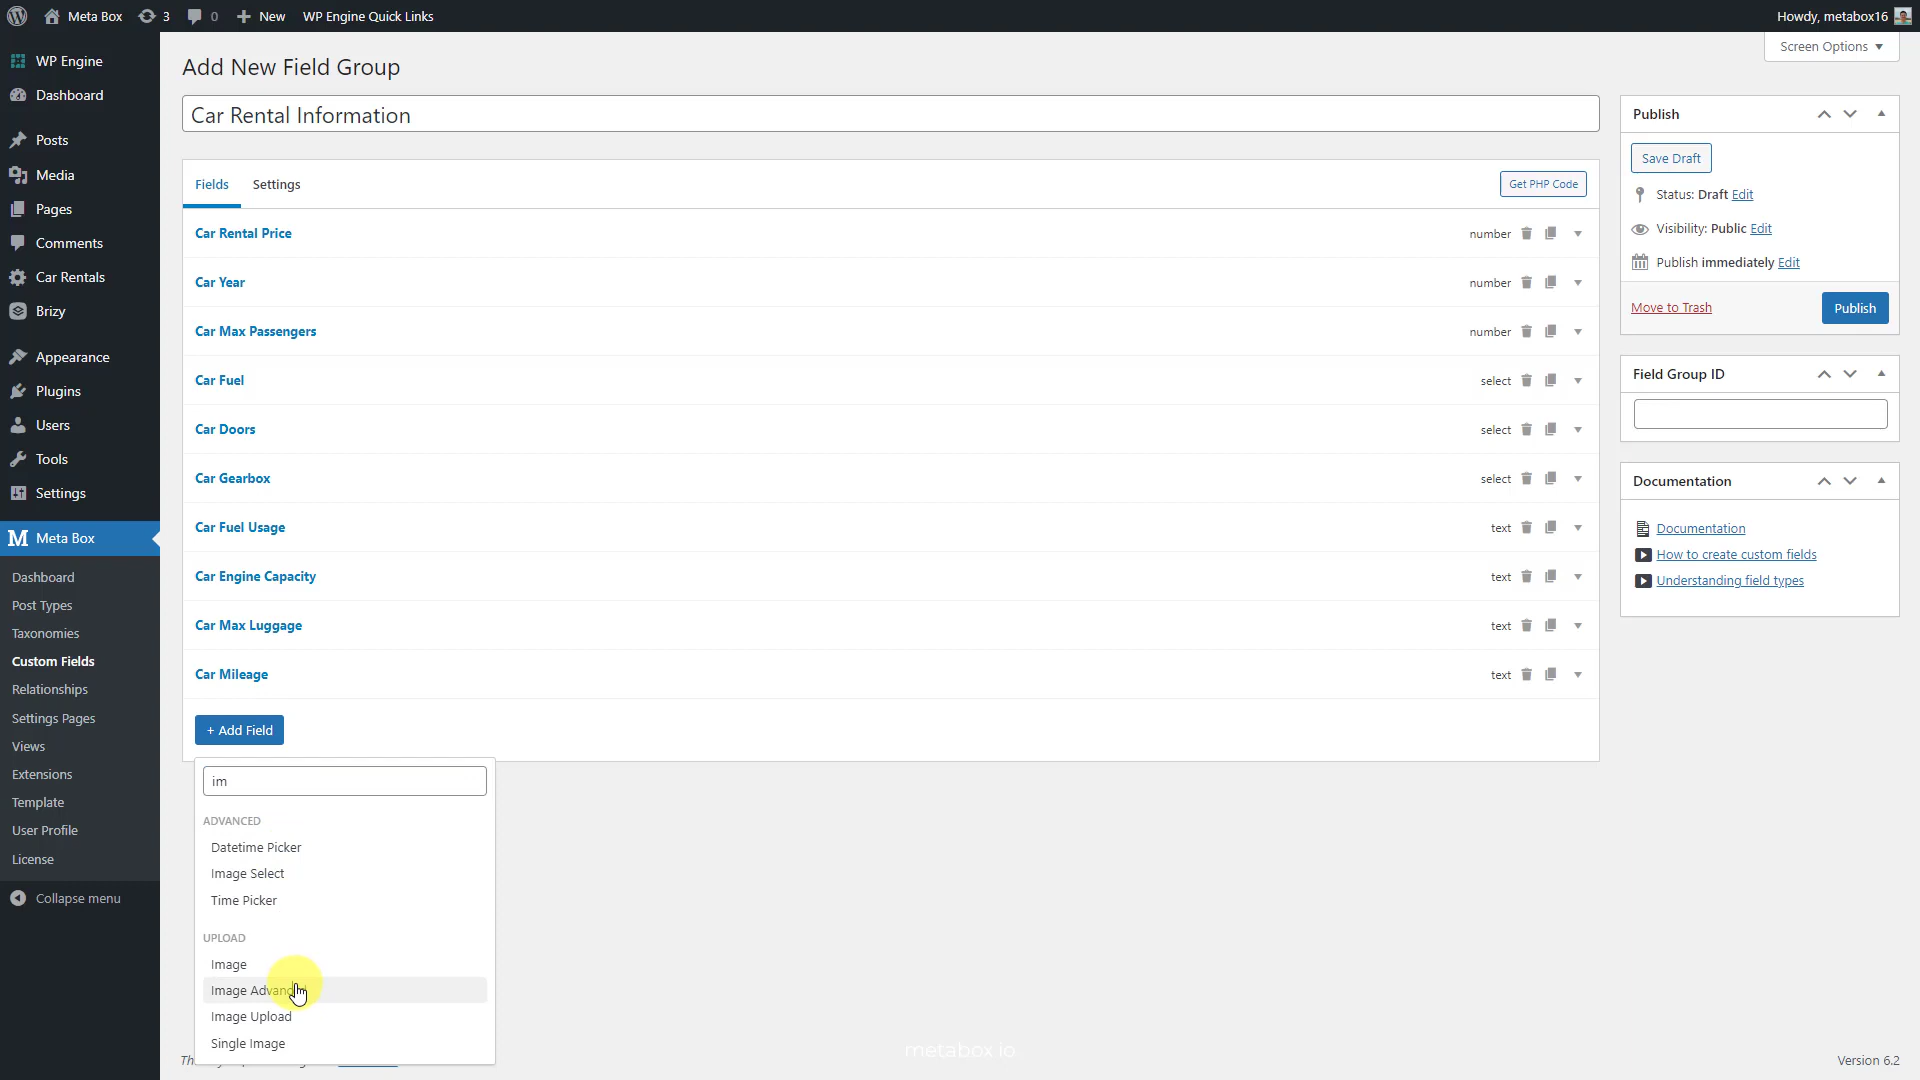 Meta Box
3
0
New
WP Engine Quick Links
Howdy, metabox16
Screen Options
WP Engine
Dashboard
Posts
Media
Pages
Comments
Car Rentals
Brizy
Appearance
Plugins
Users
Tools
Settings
M Meta Box
Dashboard
Post Types
Taxonomies
Custom Fields
Relationships
Settings Pages
Views
Extensions
Template
User Profile
License
Collapse menu
Add New Field Group
Car Rental Information
Fields
Settings
Get PHP Code
Car Rental Price
number
Car Year
number
Car Max Passengers
number
Car Fuel
select
Car Doors
select
Car Gearbox
select
Car Fuel Usage
text
Car Engine Capacity
text
Car Max Luggage
text
Car Mileage
text
+ Add Field
im
ADVANCED
Datetime Picker
Image Select
Time Picker
UPLOAD
Image
Image Advan
Image Upload
Single Image
Publish
Save Draft
Status: Draft Edit
Visibility: Public Edit
Publish immediately Edit
Move to Trash
Publish
Field Group ID
Documentation
Documentation
How to create custom fields
Understanding field types
metabox.io
Version 6.2